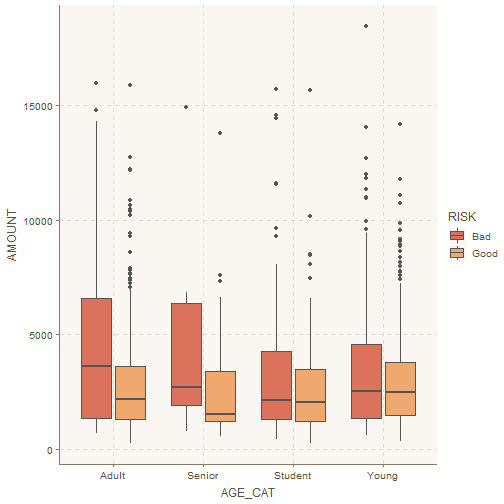 15000
10000
5000
0
AMOUNT
Adult Senior Student Young
AGE_CAT
RISK
Bad
Good